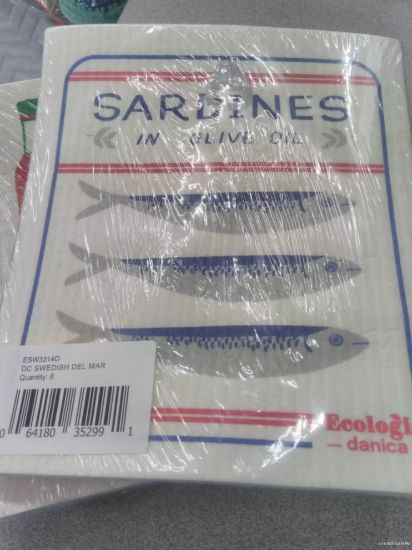 SARDINES
IN OLIVE OIL
ESW3314D
DC SWEDISH DEL MAR
Quantity: 6
0 64180 35299 1
Ecologi
danica